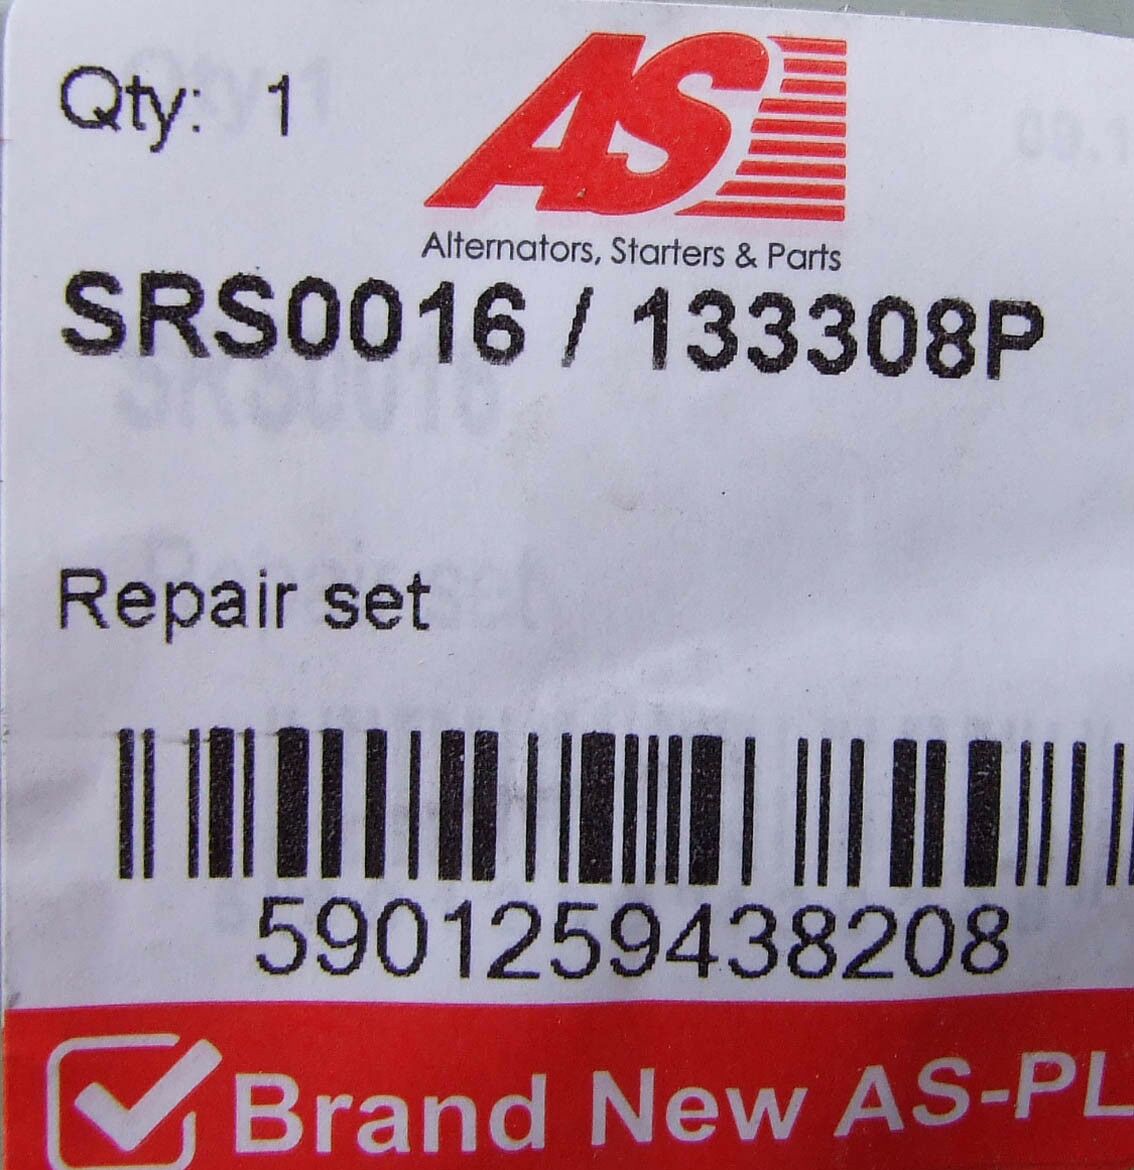 Qty: 1
AS
Alternators, Starters & Parts
SRS0016 / 133308P
Repair set
5901259438208
Brand New AS-PL